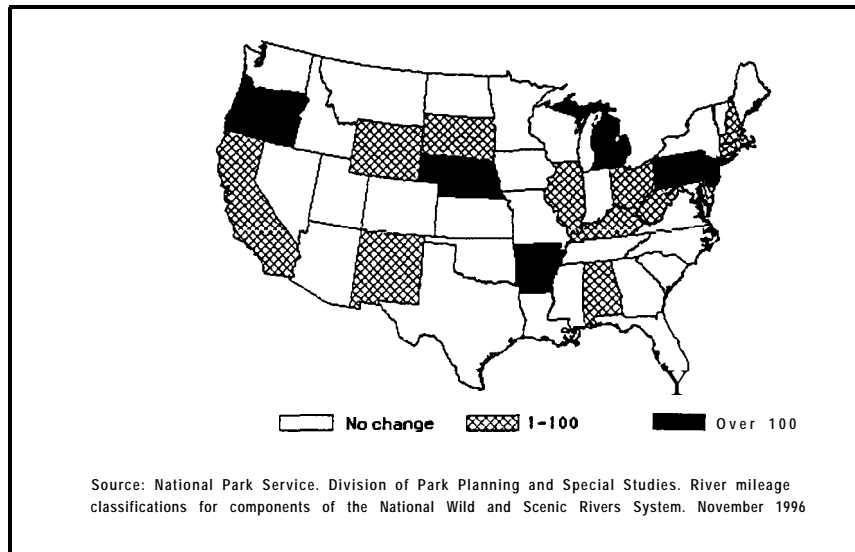 No change 1-100 Over 100
Source: National Park Service. Division of Park Planning and Special Studies. River mileage
classifications for components of the National Wild and Scenic Rivers System. November 1996